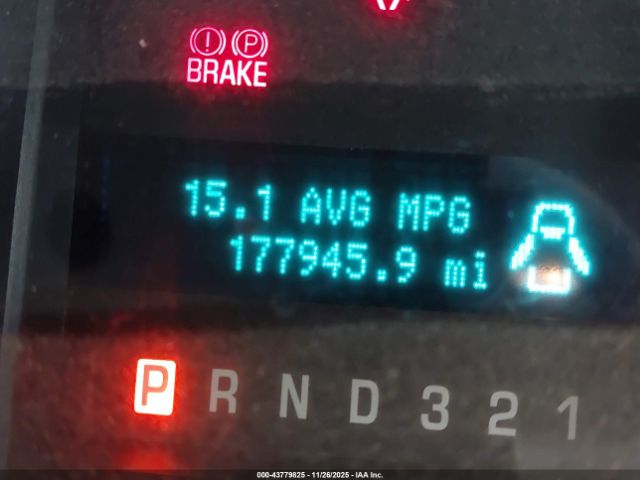 (!) (P)
BRAKE
15.1 AVG MPG
177945.9 mi
P R N D 3 2 1
000-43779825 - 11/26/2025 - IAA Inc.